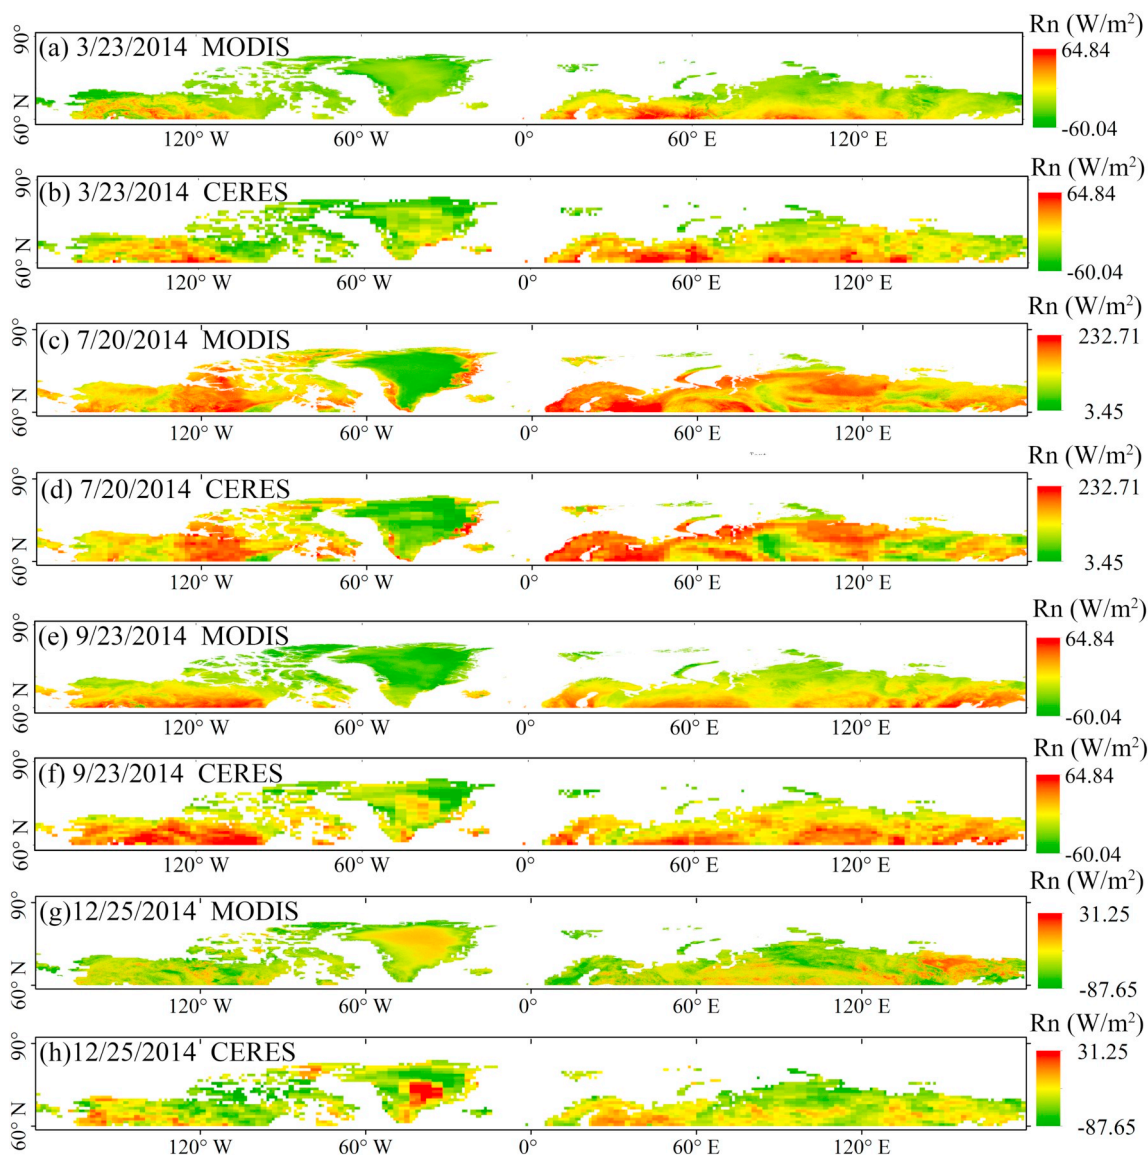 Rn (W/m²)
90°
(a) 3/23/2014 MODIS
64.84
60° N
-60.04
120° W
60° W
0°
60° E
120° E
Rn (W/m²)
90°
(b) 3/23/2014 CERES
64.84
60° N
-60.04
120° W
60° W
0°
60° E
120° E
Rn (W/m²)
90°
(c) 7/20/2014 MODIS
232.71
60° N
3.45
120° W
60° W
0°
60° E
120° E
Rn (W/m²)
90°
(d) 7/20/2014 CERES
232.71
60° N
3.45
120° W
60° W
0°
60° E
120° E
Rn (W/m²)
90°
(e) 9/23/2014 MODIS
64.84
60° N
-60.04
120° W
60° W
0°
60° E
120° E
Rn (W/m²)
90°
(f) 9/23/2014 CERES
64.84
60° N
-60.04
120° W
60° W
0°
60° E
120° E
Rn (W/m²)
90°
(g)12/25/2014 MODIS
31.25
60° N
-87.65
120° W
60° W
0°
60° E
120° E
Rn (W/m²)
90°
(h)12/25/2014 CERES
31.25
60° N
-87.65
120° W
60° W
0°
60° E
120° E